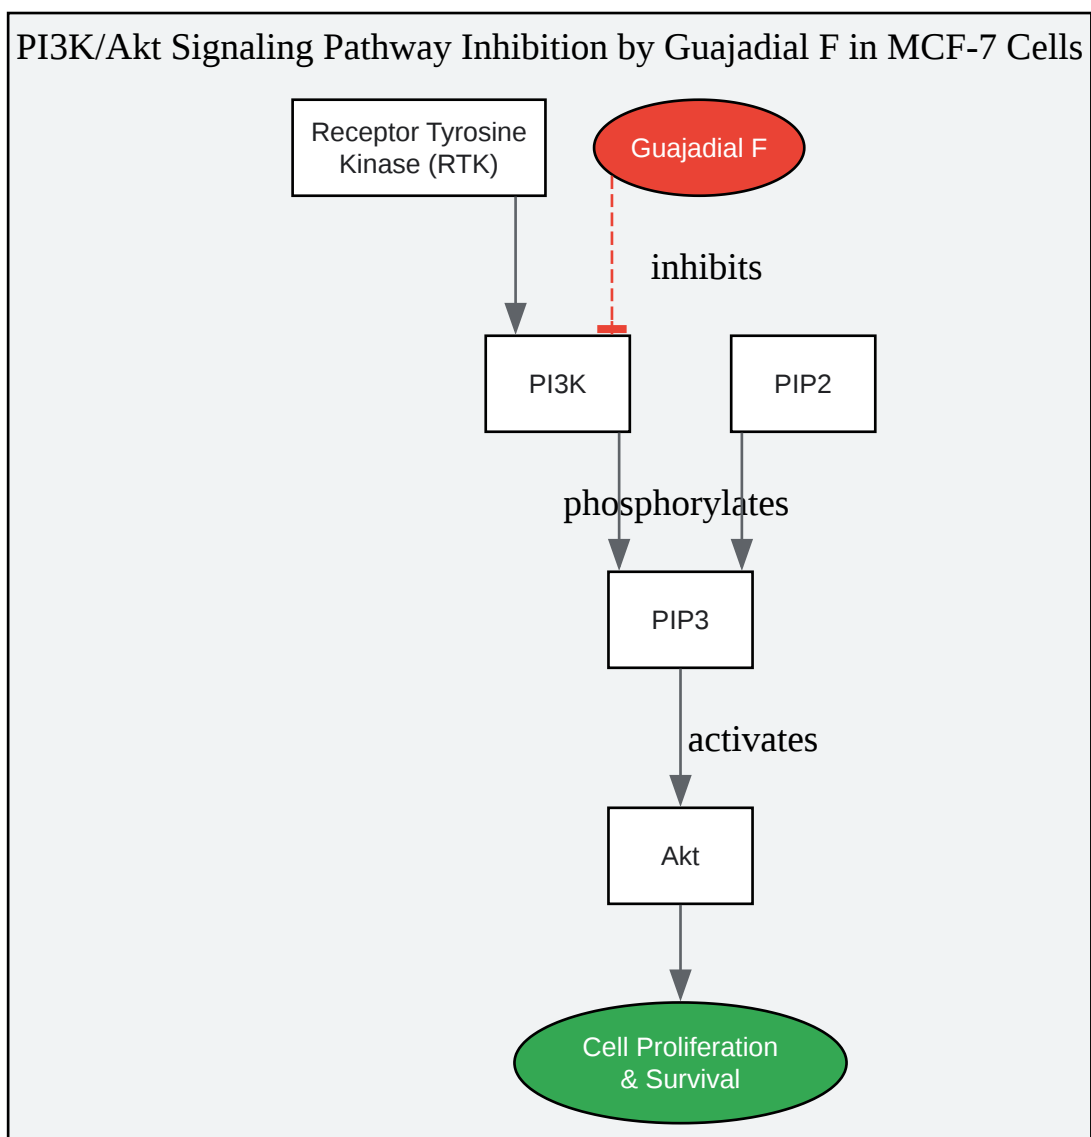 PI3K/Akt Signaling Pathway Inhibition by Guajadial F in MCF-7 Cells
Receptor Tyrosine
Kinase (RTK)
Guajadial F
inhibits
PI3K
PIP2
phosphorylates
PIP3
activates
Akt
Cell Proliferation
& Survival